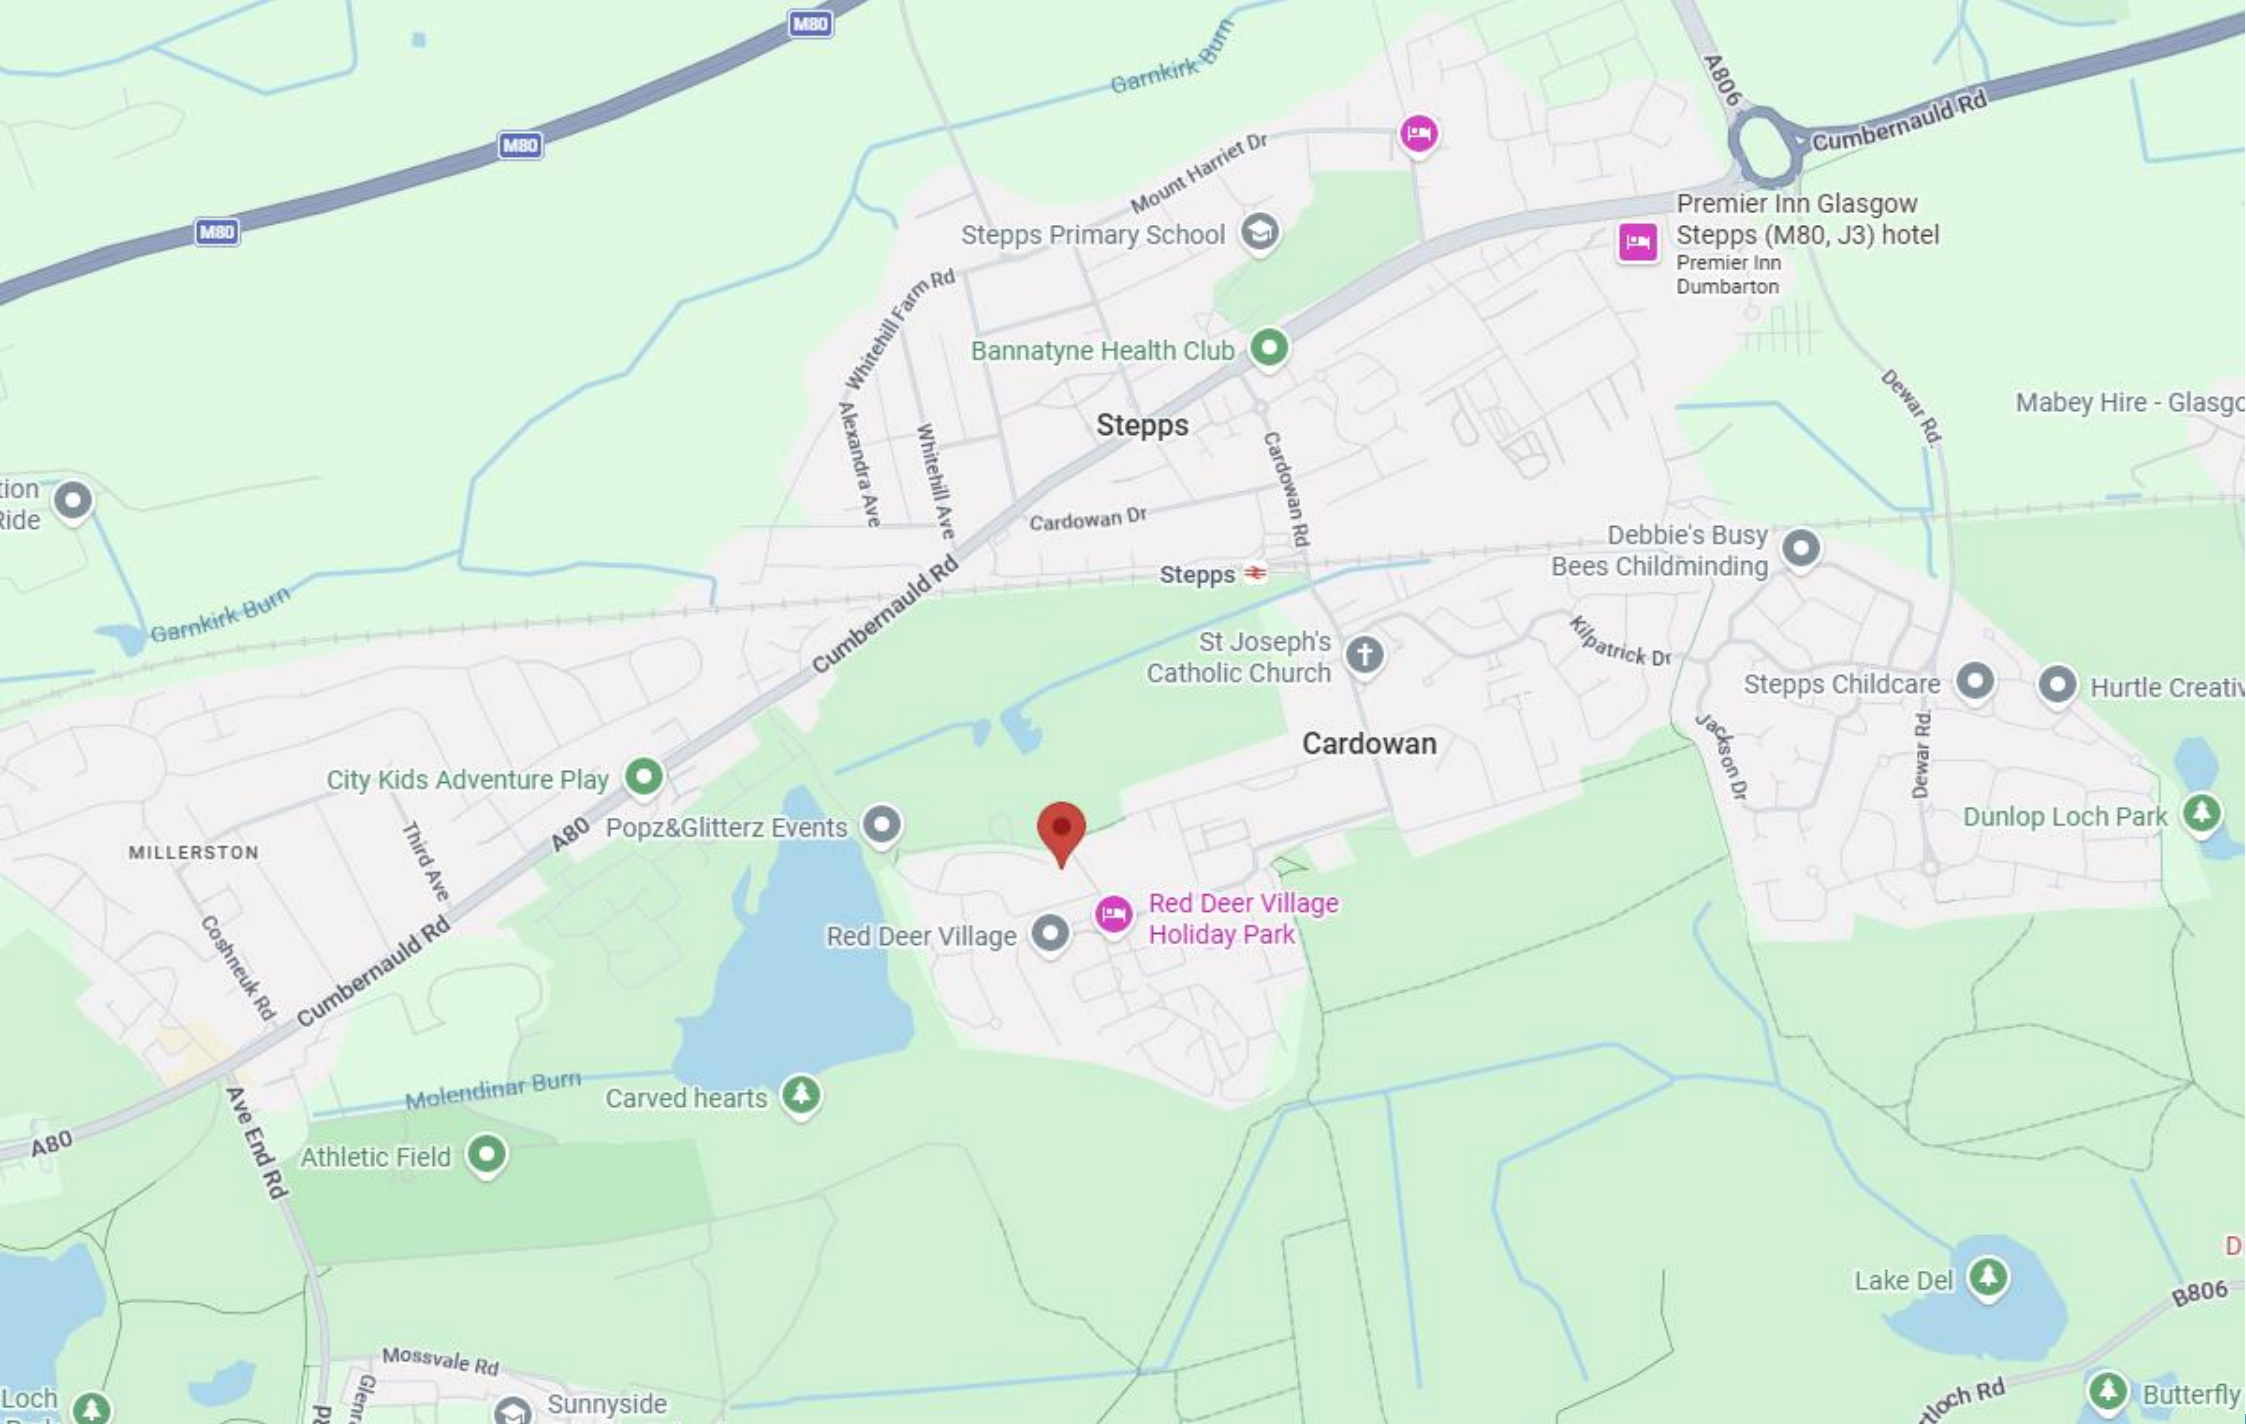 M80
Garnkirk Burn
A806
M80
Cumbernauld Rd
Mount Harriet Dr
M80
Stepps Primary School
Premier Inn Glasgow
Stepps (M80, J3) hotel
Premier Inn
Dumbarton
Whitehill Farm Rd
Bannatyne Health Club
Dewar Rd.
Mabey Hire - Glasgo
Stepps
Alexandra Ave
Whitehill Ave
Cardowan Rd
tion
Ride
Cardowan Dr
Debbie's Busy
Bees Childminding
Stepps
Garnkirk Burn
Cumbernauld Rd
St Joseph's
Catholic Church
Kilpatrick Dr
Stepps Childcare
Hurtle Creativ
Jackson Dr
Dewar Rd.
Cardowan
City Kids Adventure Play
A80
Popz&Glitterz Events
Dunlop Loch Park
MILLERSTON
Third Ave
Red Deer Village
Holiday Park
Red Deer Village
Coshneuk Rd
Cumbernauld Rd
Molendinar Burn
Carved hearts
A80
Ave End Rd
Athletic Field
D
Lake Del
B806
Mossvale Rd
Loch
Sunnyside
tloch Rd
Butterfly